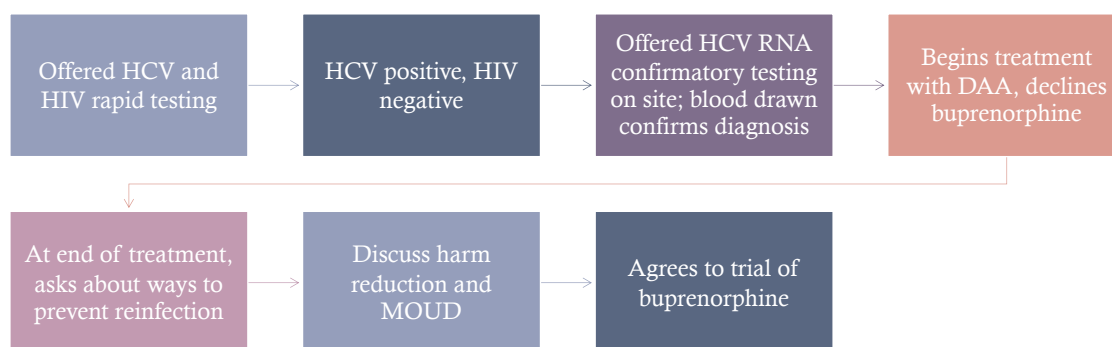 Offered HCV and
HIV rapid testing
HCV positive, HIV
negative
Offered HCV RNA
confirmatory testing
on site; blood drawn
confirms diagnosis
Begins treatment
with DAA, declines
buprenorphine
At end of treatment,
asks about ways to
prevent reinfection
Discuss harm
reduction and
MOUD
Agrees to trial of
buprenorphine